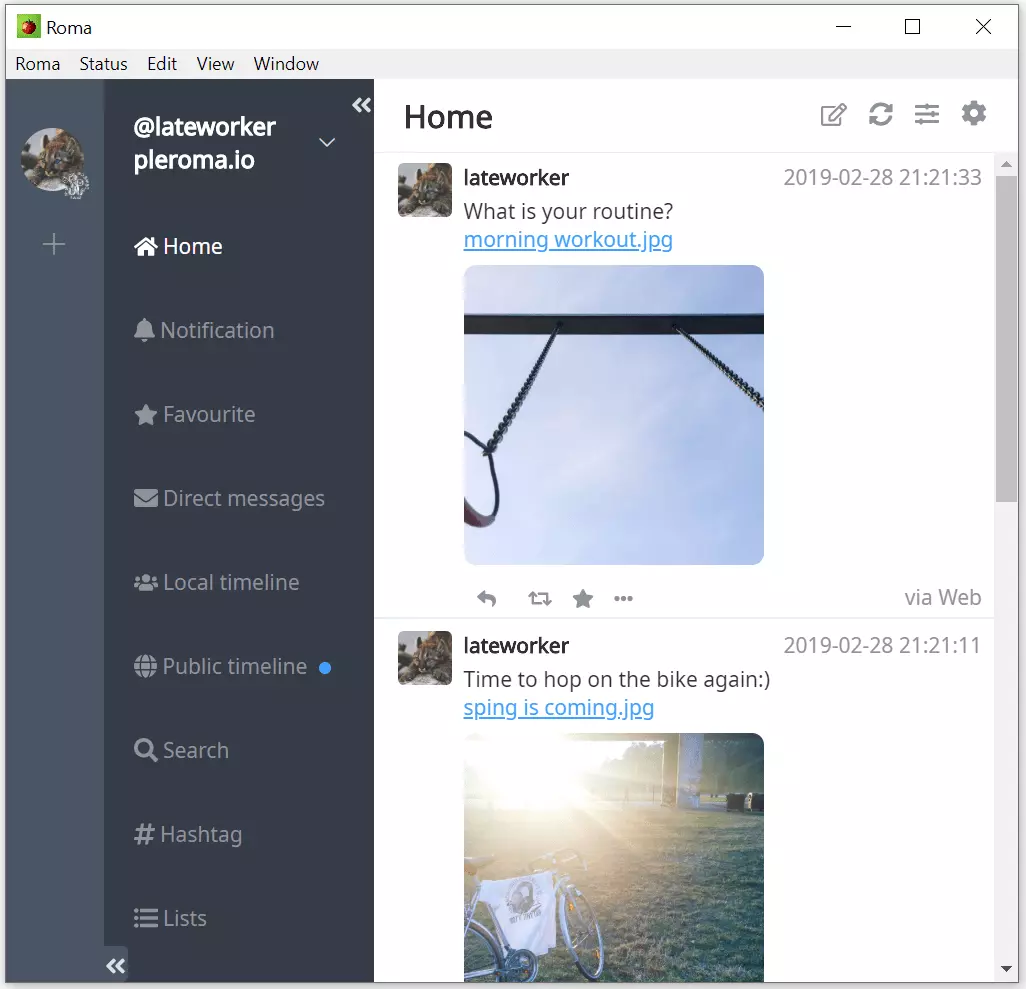 Roma
Roma Status Edit View Window
@lateworker
pleroma.io
Home
Notification
Favourite
Direct messages
Local timeline
Public timeline
Search
# Hashtag
Lists
Home
lateworker 2019-02-28 21:21:33
What is your routine?
morning workout.jpg
via Web
lateworker 2019-02-28 21:21:11
Time to hop on the bike again:)
sping is coming.jpg